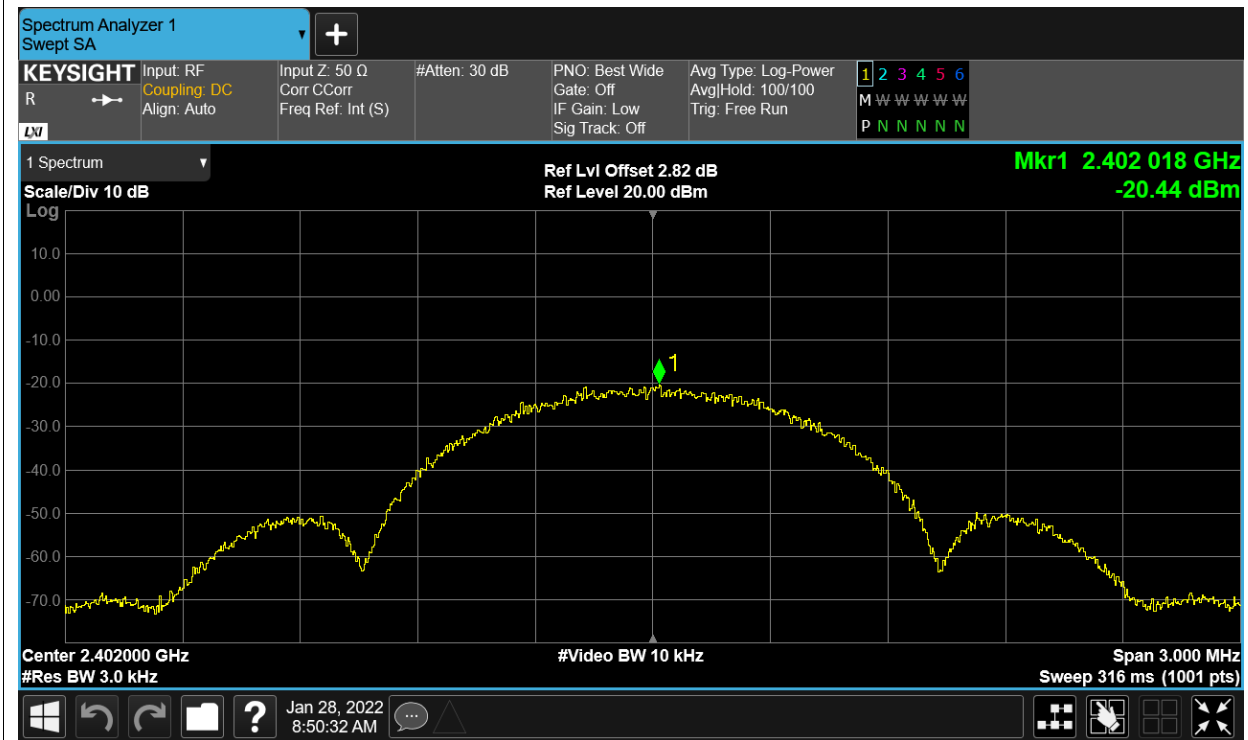 Spectrum Analyzer 1
Swept SA
KEYSIGHT
R
LXI
Input: RF
Coupling: DC
Align: Auto
Input Z: 50 Ω
Corr CCorr
Freq Ref: Int (S)
#Atten: 30 dB
PNO: Best Wide
Gate: Off
IF Gain: Low
Sig Track: Off
Avg Type: Log-Power
Avg|Hold: 100/100
Trig: Free Run
1 2 3 4 5 6
M W W W W W
P N N N N N
1 Spectrum
Scale/Div 10 dB
Log
Ref Lvl Offset 2.82 dB
Ref Level 20.00 dBm
Mkr1 2.402 018 GHz
-20.44 dBm
10.0
0.00
-10.0
1
-20.0
-30.0
-40.0
-50.0
-60.0
-70.0
Center 2.402000 GHz
#Video BW 10 kHz
Span 3.000 MHz
#Res BW 3.0 kHz
Sweep 316 ms (1001 pts)
?
Jan 28, 2022
8:50:32 AM